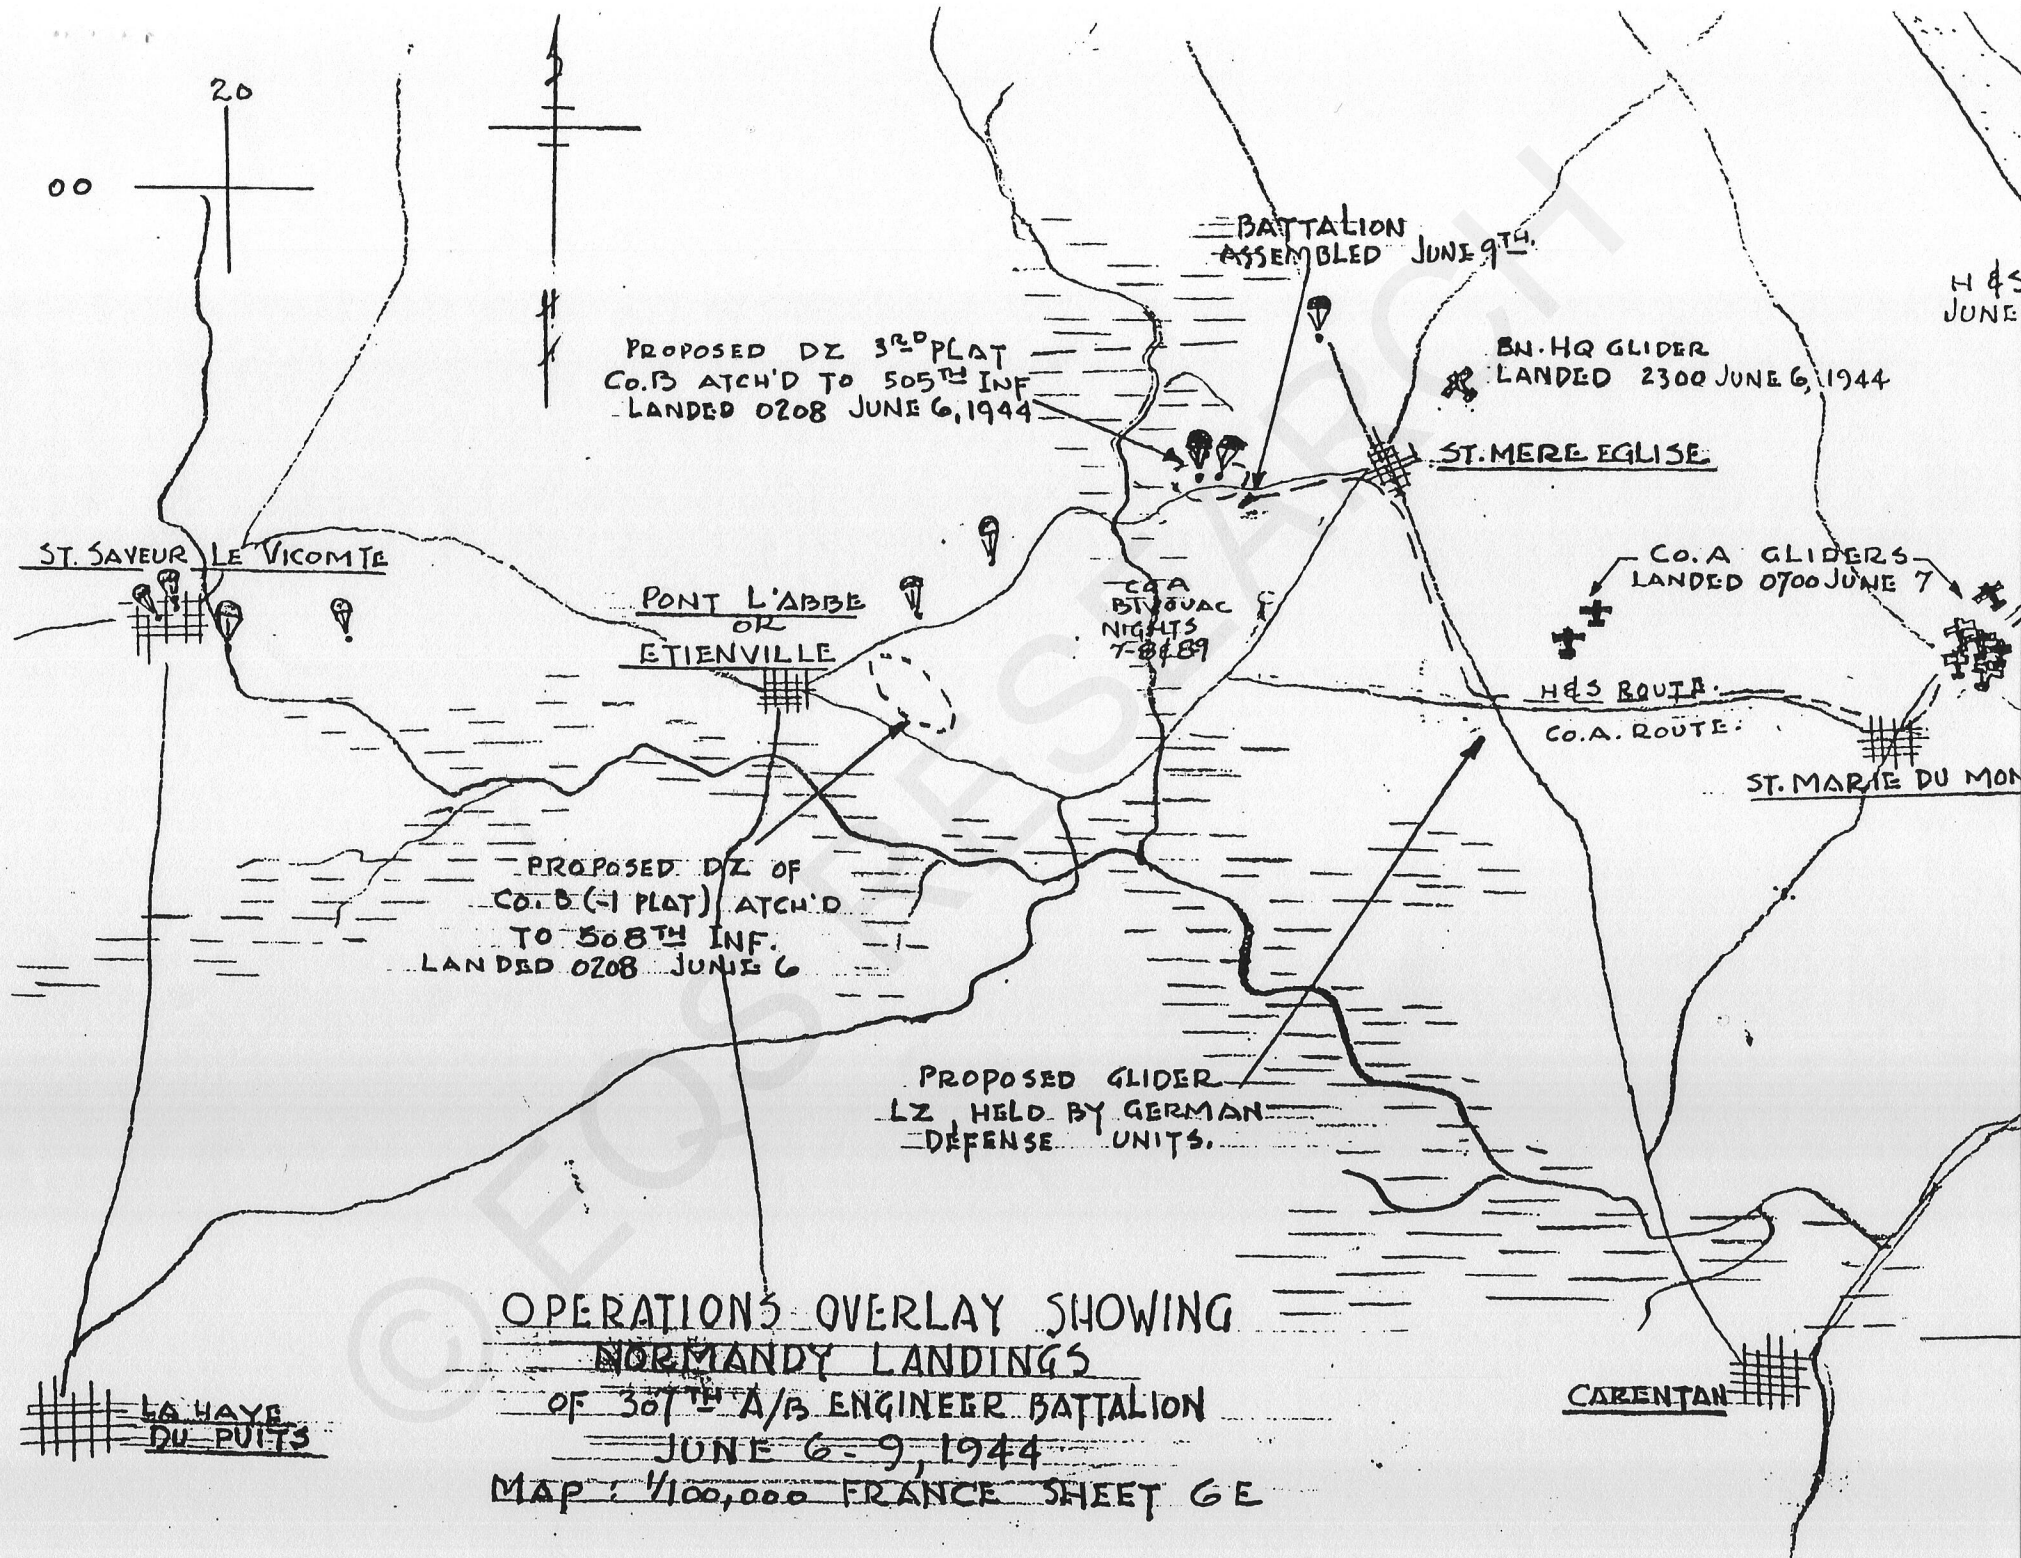 20
00
BATTALION
ASSEMBLED JUNE 9TH.
H & S
JUNE
PROPOSED DZ 3RD PLAT
CO.B ATCH'D TO 505TH INF
LANDED 0208 JUNE 6, 1944
BN. HQ GLIDER
LANDED 2300 JUNE 6, 1944
ST. MERE EGLISE
ST. SAVEUR LE VICOMTE
CO. A GLIDERS
LANDED 0700 JUNE 7
PONT L'ABBE
OR
ETIENVILLE
CO A
BIVOUAC
NIGHTS
7-8&89
H&S ROUTE.
CO. A. ROUTE.
ST. MARIE DU MON
PROPOSED DZ OF
CO. B (-1 PLAT) ATCH'D
TO 508TH INF.
LANDED 0208 JUNE 6
PROPOSED GLIDER
LZ, HELD BY GERMAN
DEFENSE UNITS.
OPERATIONS OVERLAY SHOWING
NORMANDY LANDINGS
OF 307TH A/B ENGINEER BATTALION
JUNE 6-9, 1944
MAP: 1/100,000 FRANCE SHEET 6E
LA HAYE
DU PUITS
CARENTAN
© EQS RESEARCH